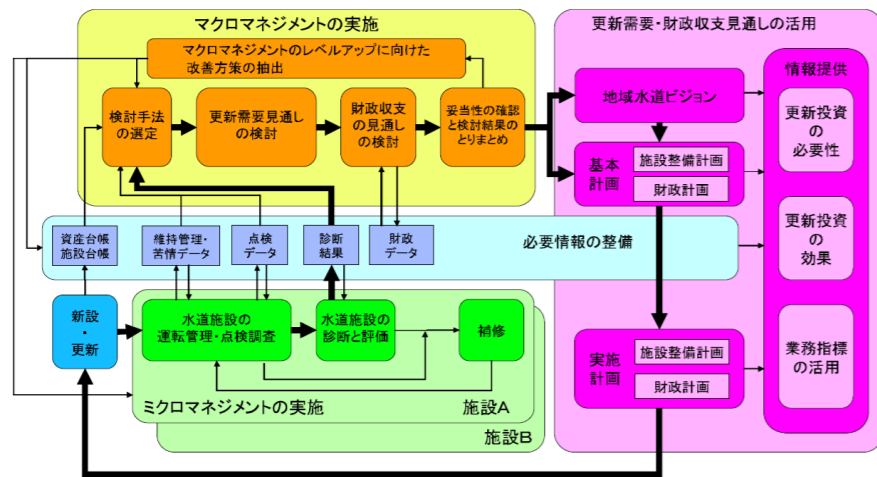 マクロマネジメントの実施
マクロマネジメントのレベルアップに向けた
改善方策の抽出
検討手法
の選定
更新需要見通し
の検討
財政収支
の見通し
の検討
妥当性の確認
と検討結果の
とりまとめ
更新需要・財政収支見通しの活用
地域水道ビジョン
基本
計画
施設整備計画
財政計画
情報提供
更新投資
の
必要性
更新投資
の
効果
業務指標
の活用
資産台帳
施設台帳
維持管理・
苦情データ
点検
データ
診断
結果
財政
データ
必要情報の整備
新設
・
更新
水道施設の
運転管理・点検調査
水道施設の
診断と評価
補修
ミクロマネジメントの実施
施設A
施設B
実施
計画
施設整備計画
財政計画